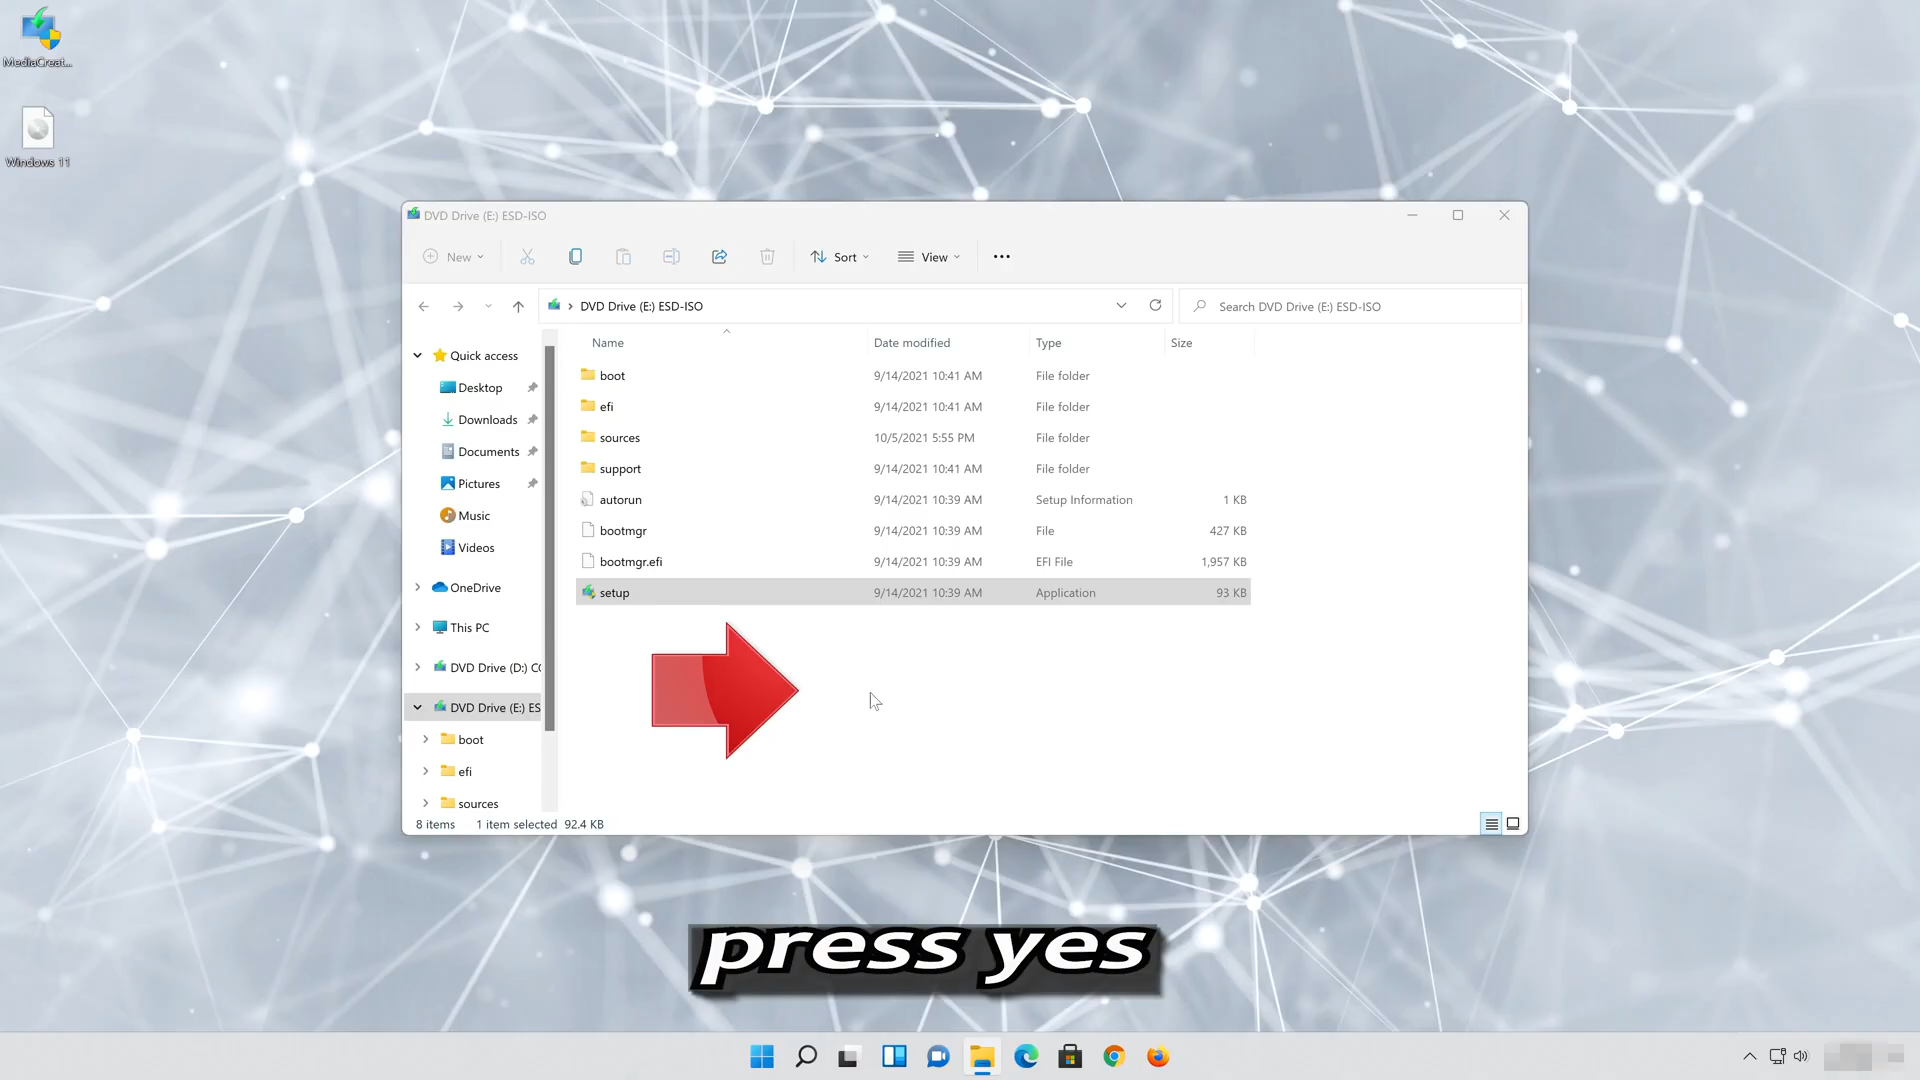 MediaCreat...
Windows 11
DVD Drive (E:) ESD-ISO
New
Sort
View
DVD Drive (E:) ESD-ISO
Search DVD Drive (E:) ESD-ISO
Name Date modified Type Size
Quick access
Desktop
Downloads
Documents
Pictures
Music
Videos
OneDrive
This PC
DVD Drive (D:) CC
DVD Drive (E:) ES
boot
efi
sources
boot 9/14/2021 10:41 AM File folder
efi 9/14/2021 10:41 AM File folder
sources 10/5/2021 5:55 PM File folder
support 9/14/2021 10:41 AM File folder
autorun 9/14/2021 10:39 AM Setup Information 1 KB
bootmgr 9/14/2021 10:39 AM File 427 KB
bootmgr.efi 9/14/2021 10:39 AM EFI File 1,957 KB
setup 9/14/2021 10:39 AM Application 93 KB
8 items 1 item selected 92.4 KB
press yes